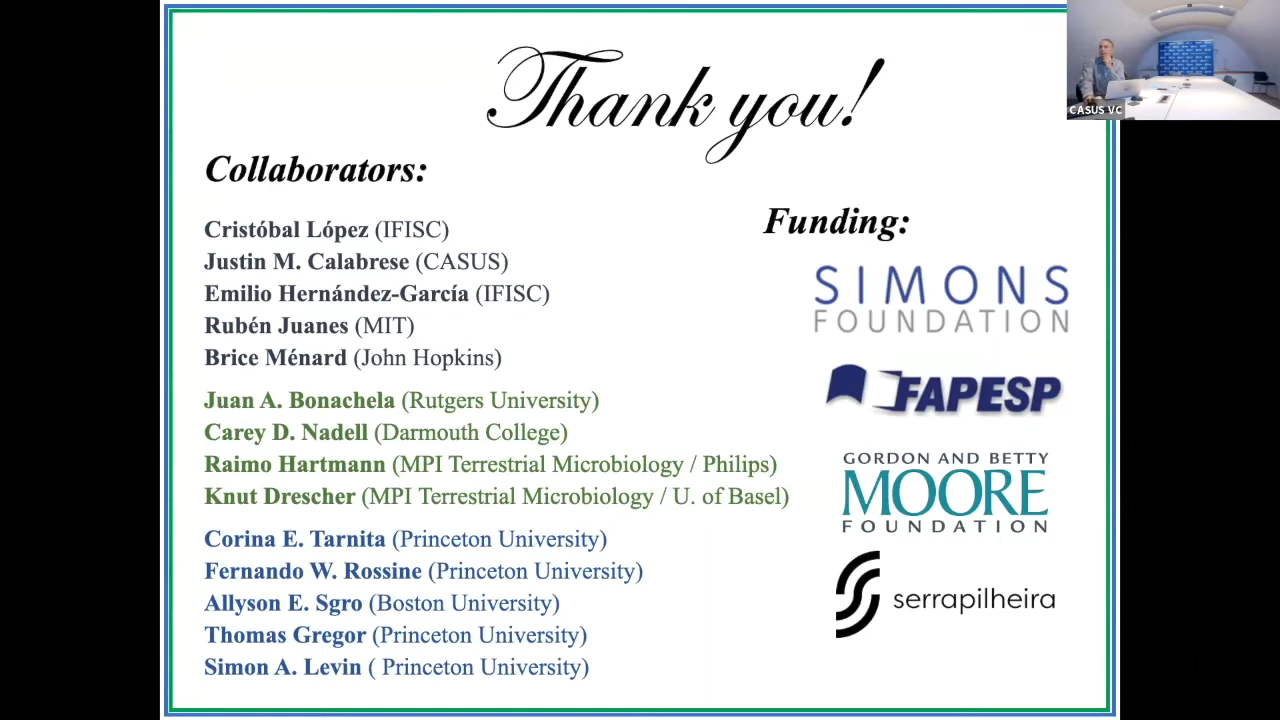 Thank you!
Collaborators:
Cristóbal López (IFISC)
Justin M. Calabrese (CASUS)
Emilio Hernández-García (IFISC)
Rubén Juanes (MIT)
Brice Ménard (John Hopkins)
Juan A. Bonachela (Rutgers University)
Carey D. Nadell (Darmouth College)
Raimo Hartmann (MPI Terrestrial Microbiology / Philips)
Knut Drescher (MPI Terrestrial Microbiology / U. of Basel)
Corina E. Tarnita (Princeton University)
Fernando W. Rossine (Princeton University)
Allyson E. Sgro (Boston University)
Thomas Gregor (Princeton University)
Simon A. Levin ( Princeton University)
Funding:
SIMONS
FOUNDATION
FAPESP
GORDON AND BETTY
MOORE
FOUNDATION
serrapilheira
CASUS VC